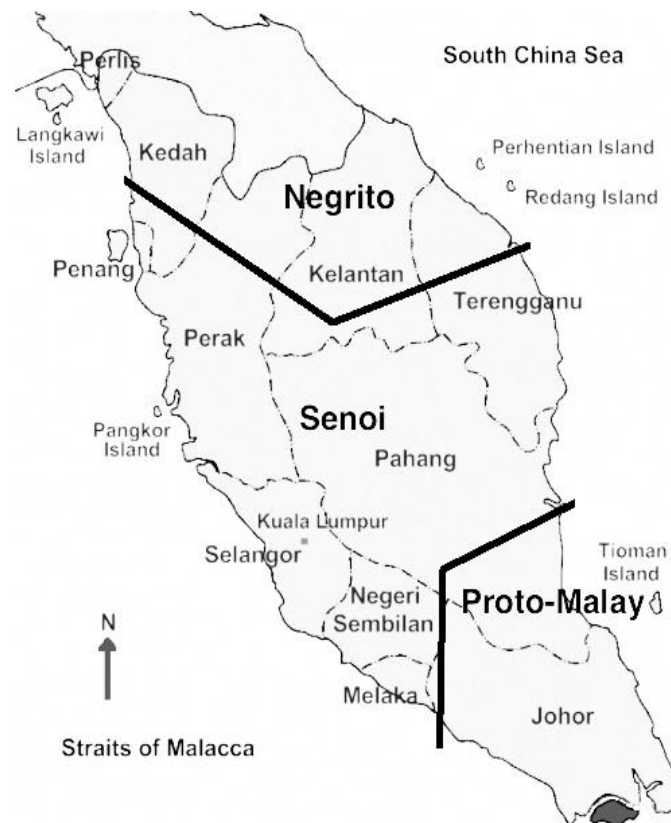 South China Sea
Perlis
Langkawi
Island
Kedah
Perhentian Island
Redang Island
Negrito
Penang
Kelantan
Terengganu
Perak
Senoi
Pangkor
Island
Pahang
Kuala Lumpur
Selangor
Tioman
Island
Negeri
Sembilan
Proto-Malay
N
Melaka
Johor
Straits of Malacca